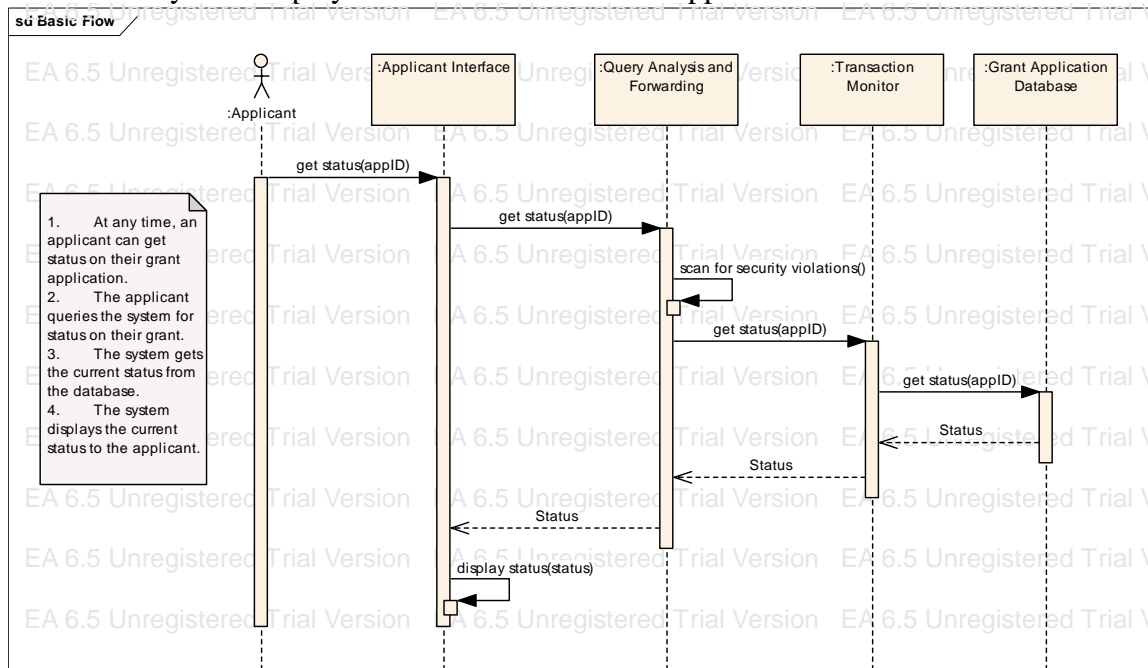 sd Basic Flow
:Applicant Interface
:Query Analysis and
Forwarding
:Transaction
Monitor
:Grant Application
Database
:Applicant
get status(appID)
1. At any time, an
applicant can get
status on their grant
application.
2. The applicant
queries the system for
status on their grant.
3. The system gets
the current status from
the database.
4. The system
displays the current
status to the applicant.
get status(appID)
scan for security violations()
get status(appID)
get status(appID)
Status
Status
Status
display status(status)
EA 6.5 Unregistered Trial Version